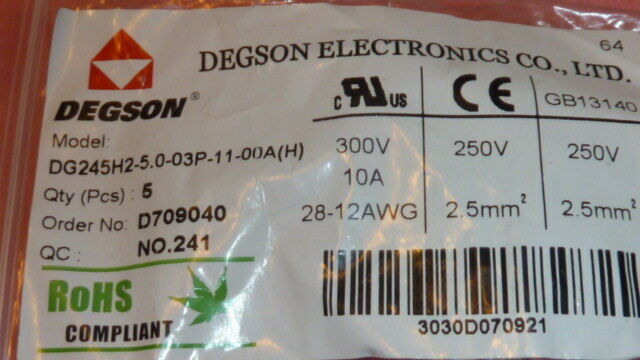 64
DEGSON ELECTRONICS CO., LTD.
DEGSON®
c RU US CE GB13140
Model:
DG245H2-5.0-03P-11-00A(H)
300V 250V 250V
Qty (Pcs) : 5
10A
Order No: D709040
28-12AWG 2.5mm² 2.5mm²
QC : NO.241
RoHS
COMPLIANT
3030D070921